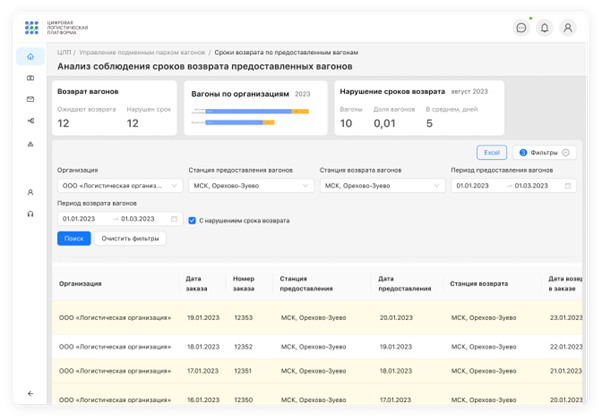 ЦИФРОВАЯ
ЛОГИСТИЧЕСКАЯ
ПЛАТФОРМА
ЦЛП / Управление подменным парком вагонов / Сроки возврата по предоставленным вагонам
Анализ соблюдения сроков возврата предоставленных вагонов
Возврат вагонов
Ожидают возврата Нарушен срок
12 12
Вагоны по организациям 2023
Нарушение сроков возврата август 2023
Вагоны Доля вагонов В среднем, дней
10 0,01 5
Excel
3 Фильтры
Организация Станция предоставления вагонов Станция возврата вагонов Период предоставления вагонов
ООО «Логистическая организ... МСК, Орехово-Зуево МСК, Орехово-Зуево 01.01.2023 → 01.03.2023
Период возврата вагонов
01.01.2023 → 01.03.2023 С нарушением срока возврата
Поиск Очистить фильтры
Организация Дата заказа Номер заказа Станция предоставления Дата предоставления Станция возврата Дата возвр в заказе
ООО «Логистическая организация» 19.01.2023 12353 МСК, Орехово-Зуево 20.01.2023 МСК, Орехово-Зуево 23.01.202
ООО «Логистическая организация» 18.01.2023 12352 МСК, Орехово-Зуево 19.01.2023 МСК, Орехово-Зуево 22.01.202
ООО «Логистическая организация» 17.01.2023 12351 МСК, Орехово-Зуево 18.01.2023 МСК, Орехово-Зуево 21.01.202
ООО «Логистическая организация» 16.01.2023 12350 МСК, Орехово-Зуево 17.01.2023 МСК, Орехово-Зуево 20.01.202